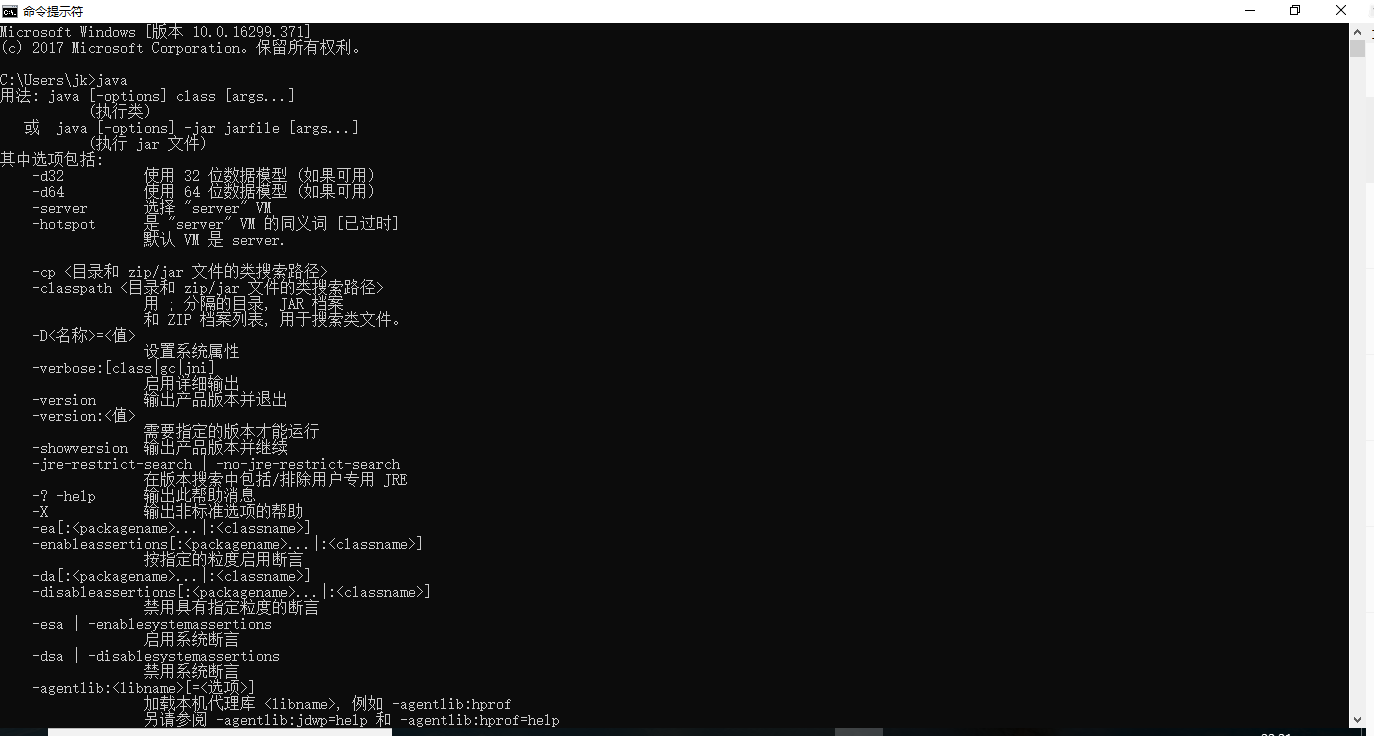 命令提示符
Microsoft Windows [版本 10.0.16299.371]
(c) 2017 Microsoft Corporation。保留所有权利。
C:\Users\jk>java
用法: java [-options] class [args...]
(执行类)
或 java [-options] -jar jarfile [args...]
(执行 jar 文件)
其中选项包括:
-d32 使用 32 位数据模型 (如果可用)
-d64 使用 64 位数据模型 (如果可用)
-server 选择 "server" VM
-hotspot 是 "server" VM 的同义词 [已过时]
默认 VM 是 server.
-cp <目录和 zip/jar 文件的类搜索路径>
-classpath <目录和 zip/jar 文件的类搜索路径>
用 ; 分隔的目录, JAR 档案
和 ZIP 档案列表, 用于搜索类文件。
-D<名称>=<值>
设置系统属性
-verbose:[class|gc|jni]
启用详细输出
-version 输出产品版本并退出
-version:<值>
需要指定的版本才能运行
-showversion 输出产品版本并继续
-jre-restrict-search | -no-jre-restrict-search
在版本搜索中包括/排除用户专用 JRE
-? -help 输出此帮助消息
-X 输出非标准选项的帮助
-ea[:<packagename>...|:<classname>]
-enableassertions[:<packagename>...|:<classname>]
按指定的粒度启用断言
-da[:<packagename>...|:<classname>]
-disableassertions[:<packagename>...|:<classname>]
禁用具有指定粒度的断言
-esa | -enablesystemassertions
启用系统断言
-dsa | -disablesystemassertions
禁用系统断言
-agentlib:<libname>[=<选项>]
加载本机代理库 <libname>, 例如 -agentlib:hprof
另请参阅 -agentlib:jdwp=help 和 -agentlib:hprof=help